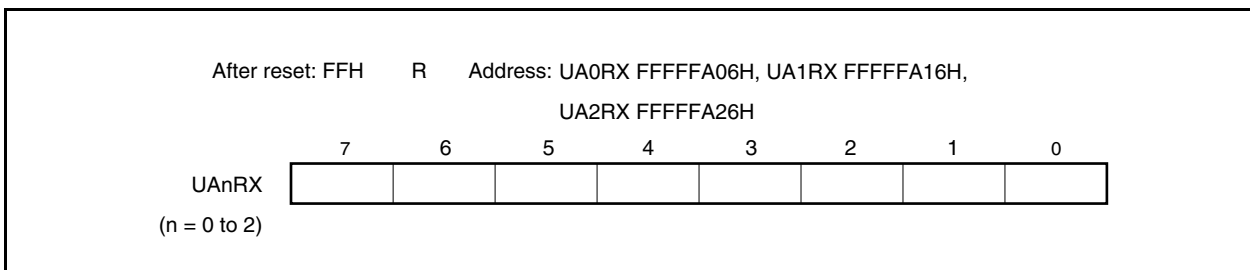 After reset: FFH R Address: UA0RX FFFFFA06H, UA1RX FFFFFA16H,
UA2RX FFFFFA26H
7 6 5 4 3 2 1 0
UAnRX
(n = 0 to 2)